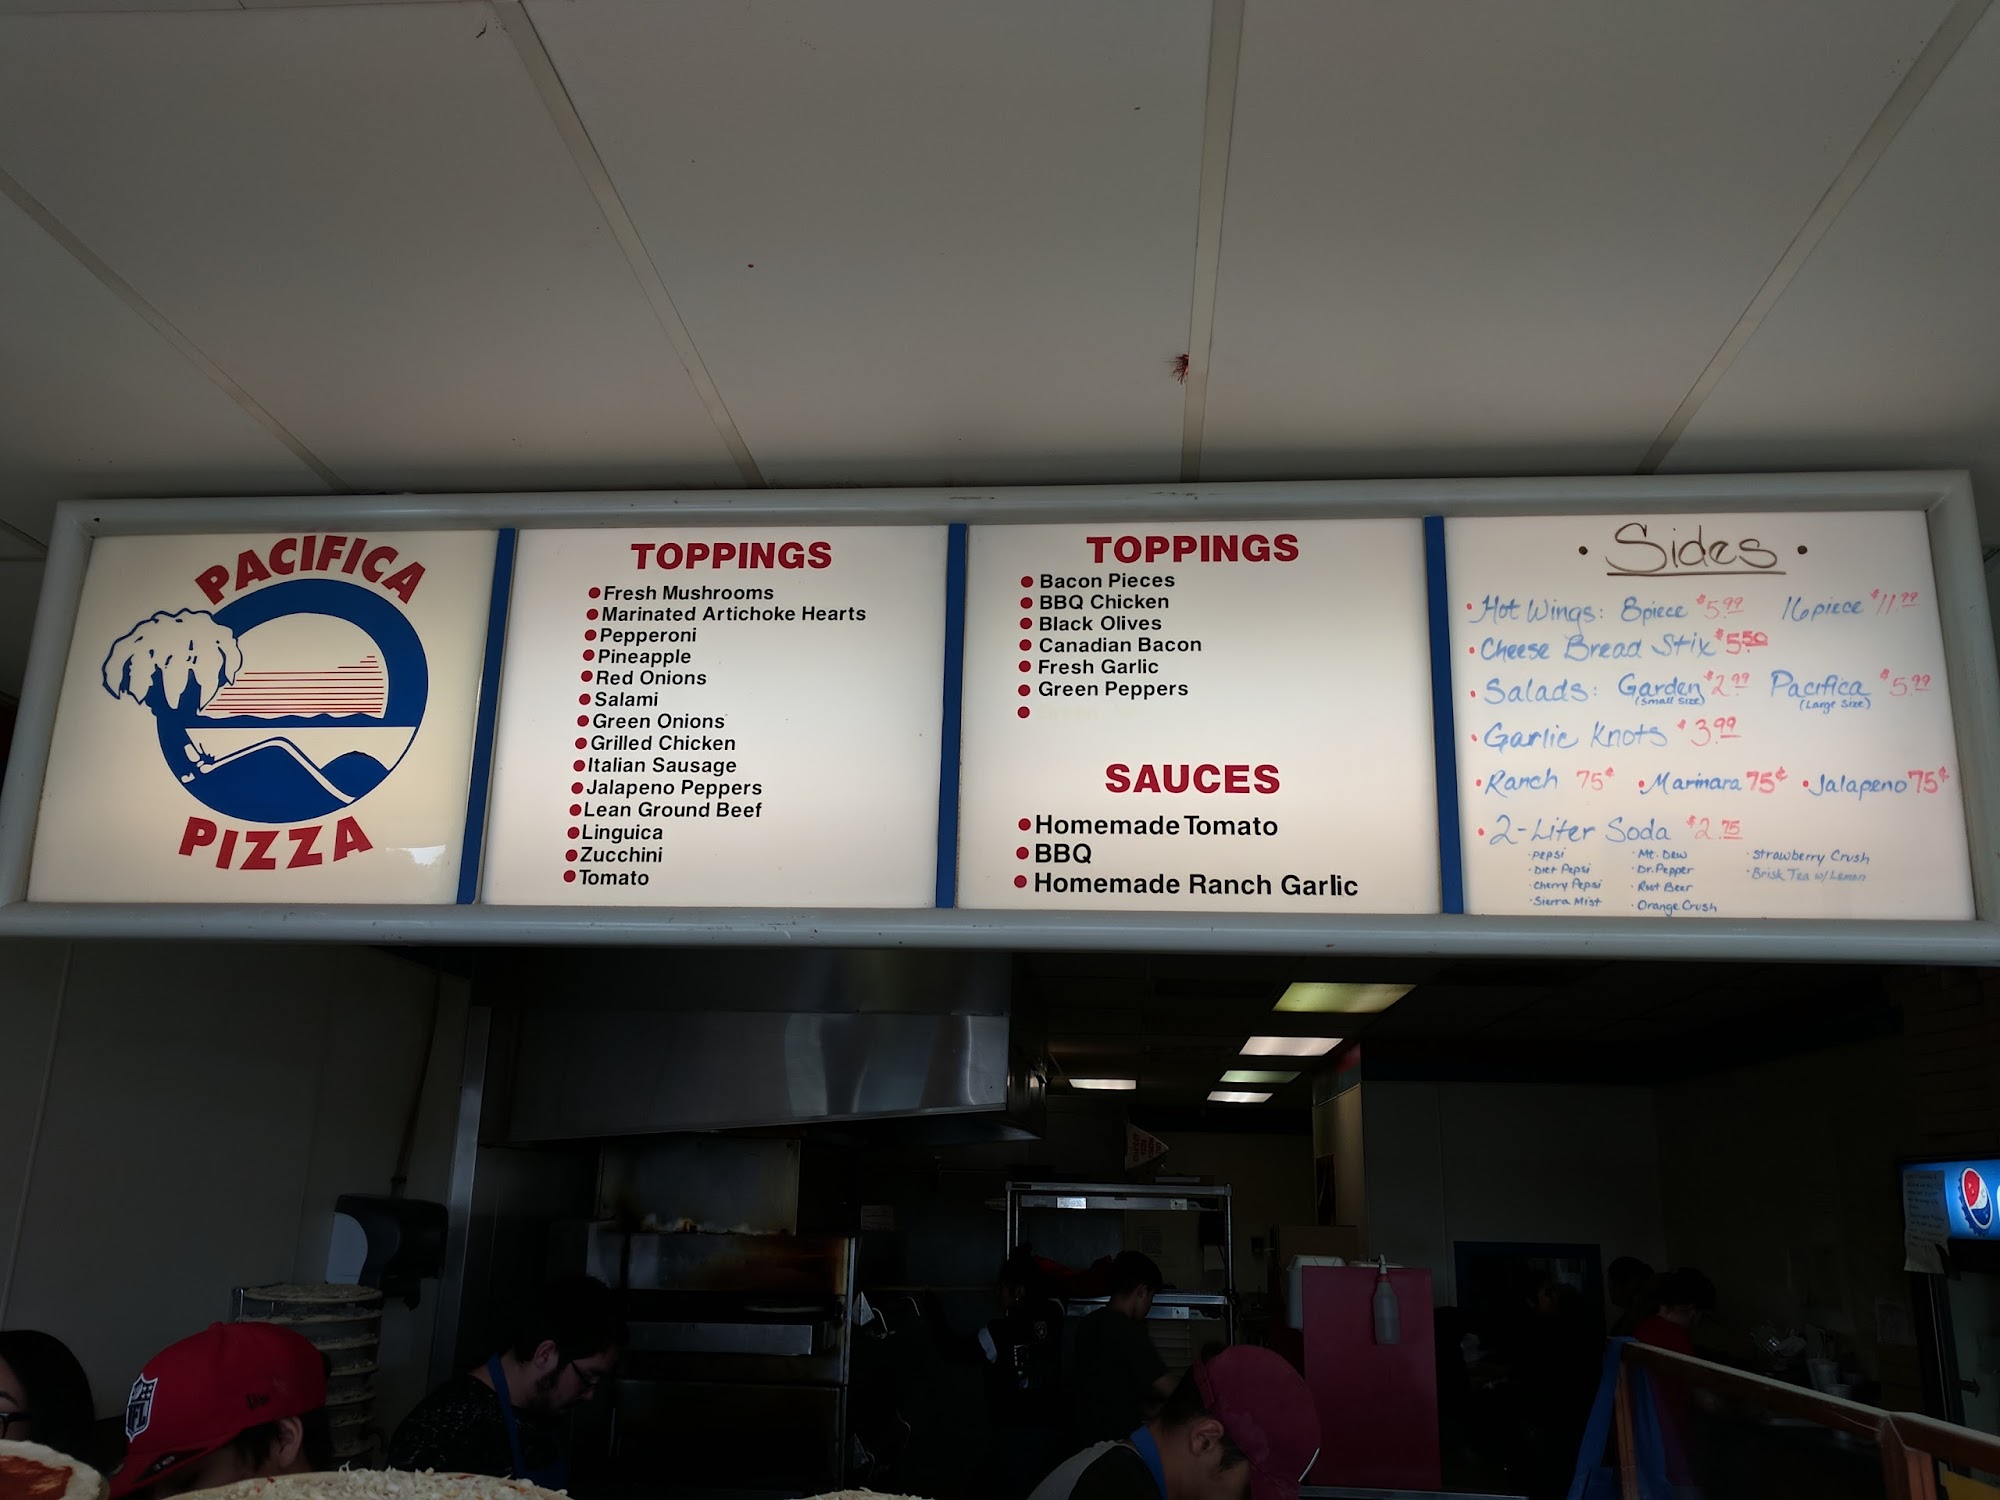 PACIFICA
PIZZA
TOPPINGS
Fresh Mushrooms
Marinated Artichoke Hearts
Pepperoni
Pineapple
Red Onions
Salami
Green Onions
Grilled Chicken
Italian Sausage
Jalapeno Peppers
Lean Ground Beef
Linguica
Zucchini
Tomato
TOPPINGS
Bacon Pieces
BBQ Chicken
Black Olives
Canadian Bacon
Fresh Garlic
Green Peppers
SAUCES
Homemade Tomato
BBQ
Homemade Ranch Garlic
• Sides •
• Hot Wings: 8piece $5.99 16piece $11.99
• Cheese Bread Stix $5.50
• Salads: Garden $2.99 Pacifica $5.99
(Small Size) (Large Size)
• Garlic Knots $3.99
• Ranch 75¢ • Marinara 75¢ • Jalapeno 75¢
• 2-Liter Soda $2.75
• Pepsi • Mt. Dew • Strawberry Crush
• Diet Pepsi • Dr. Pepper • Brisk Tea w/ Lemon
• Cherry Pepsi • Root Beer
• Sierra Mist • Orange Crush
NFL